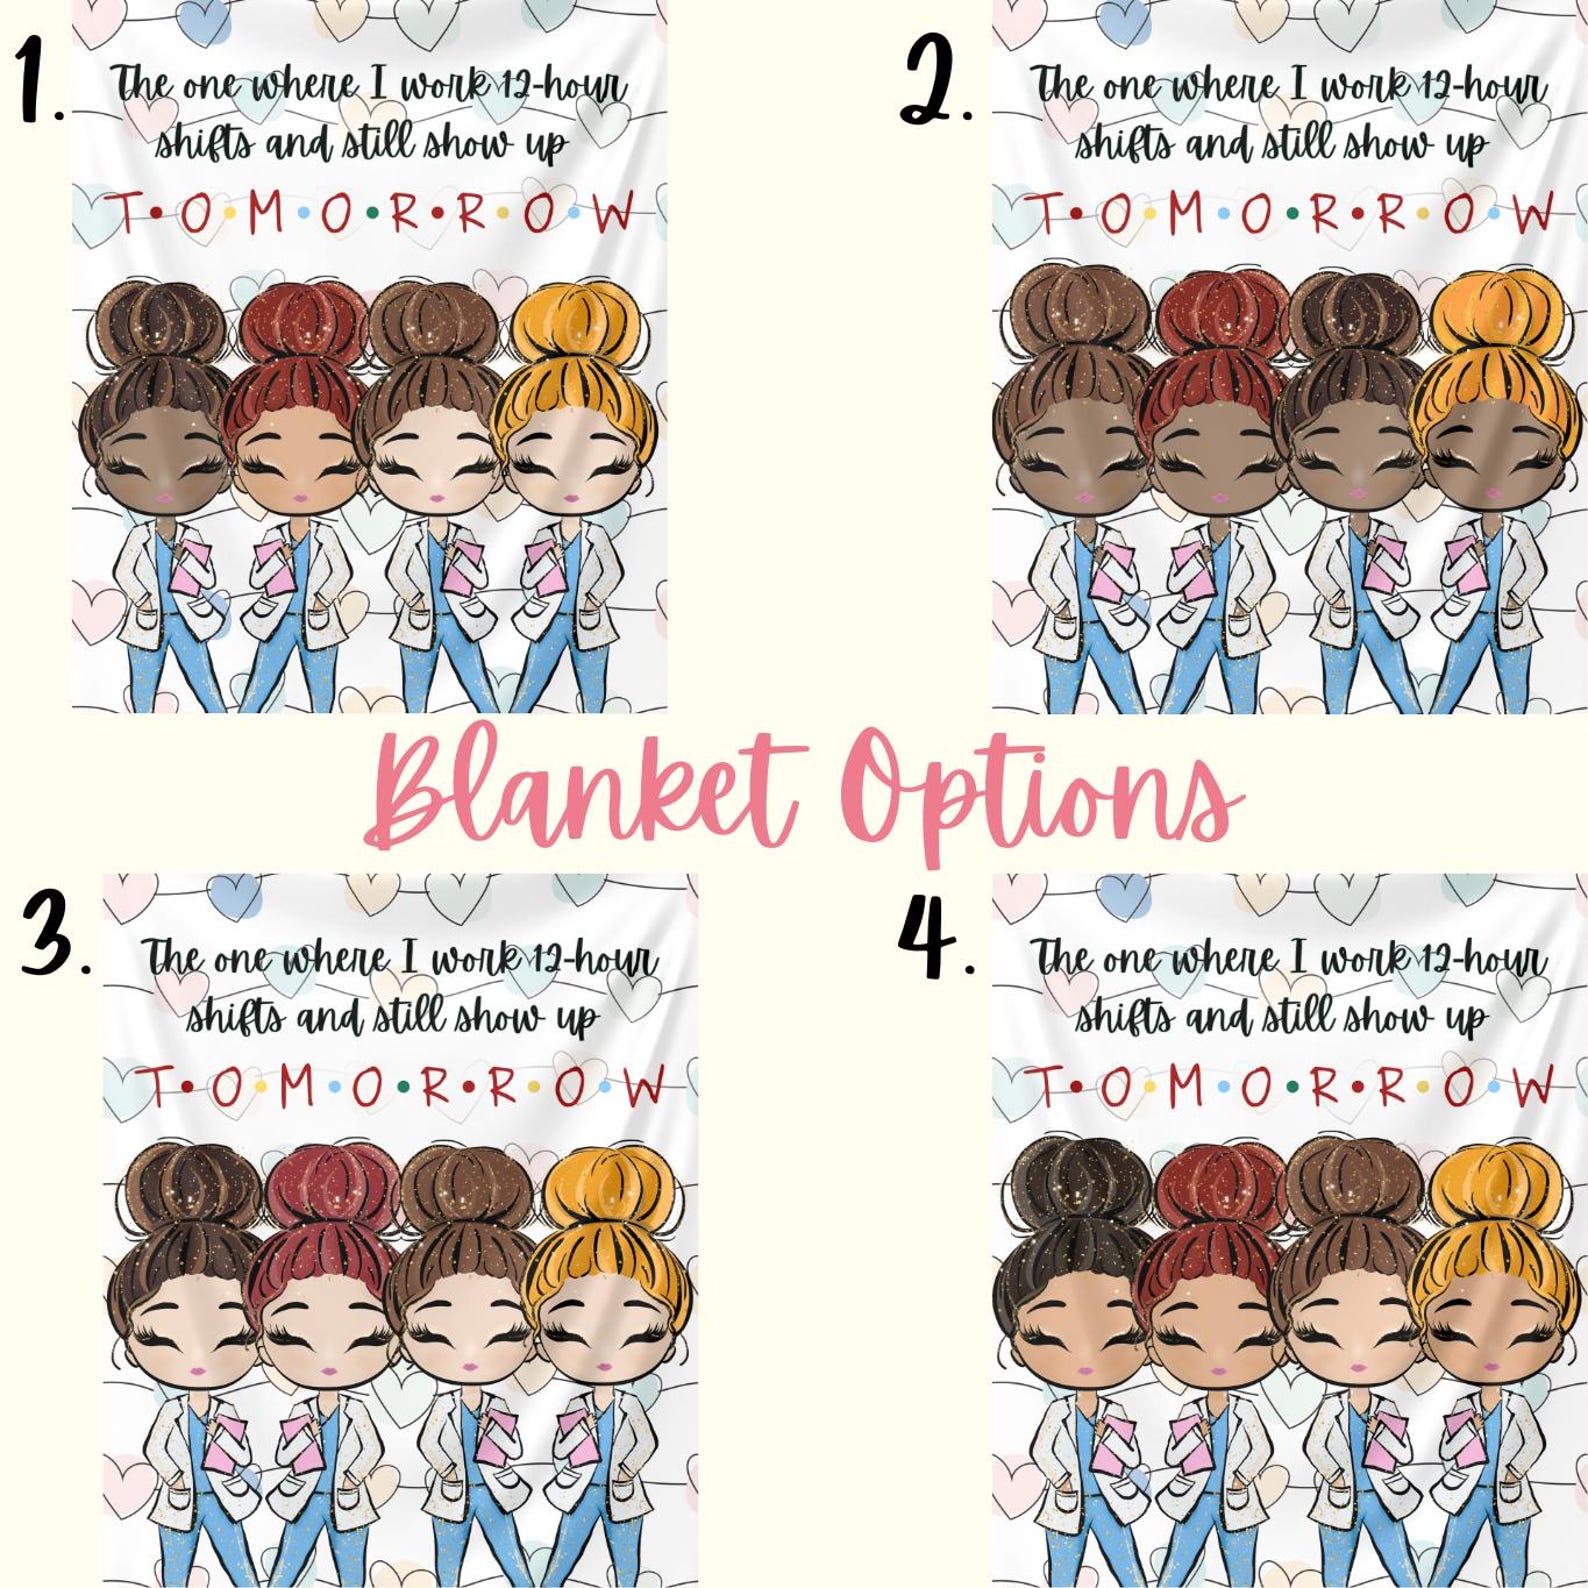 1.
The one where I work 12-hour
shifts and still show up
T•O•M•O•R•R•O•W
2.
The one where I work 12-hour
shifts and still show up
T•O•M•O•R•R•O•W
Blanket Options
3.
The one where I work 12-hour
shifts and still show up
T•O•M•O•R•R•O•W
4.
The one where I work 12-hour
shifts and still show up
T•O•M•O•R•R•O•W